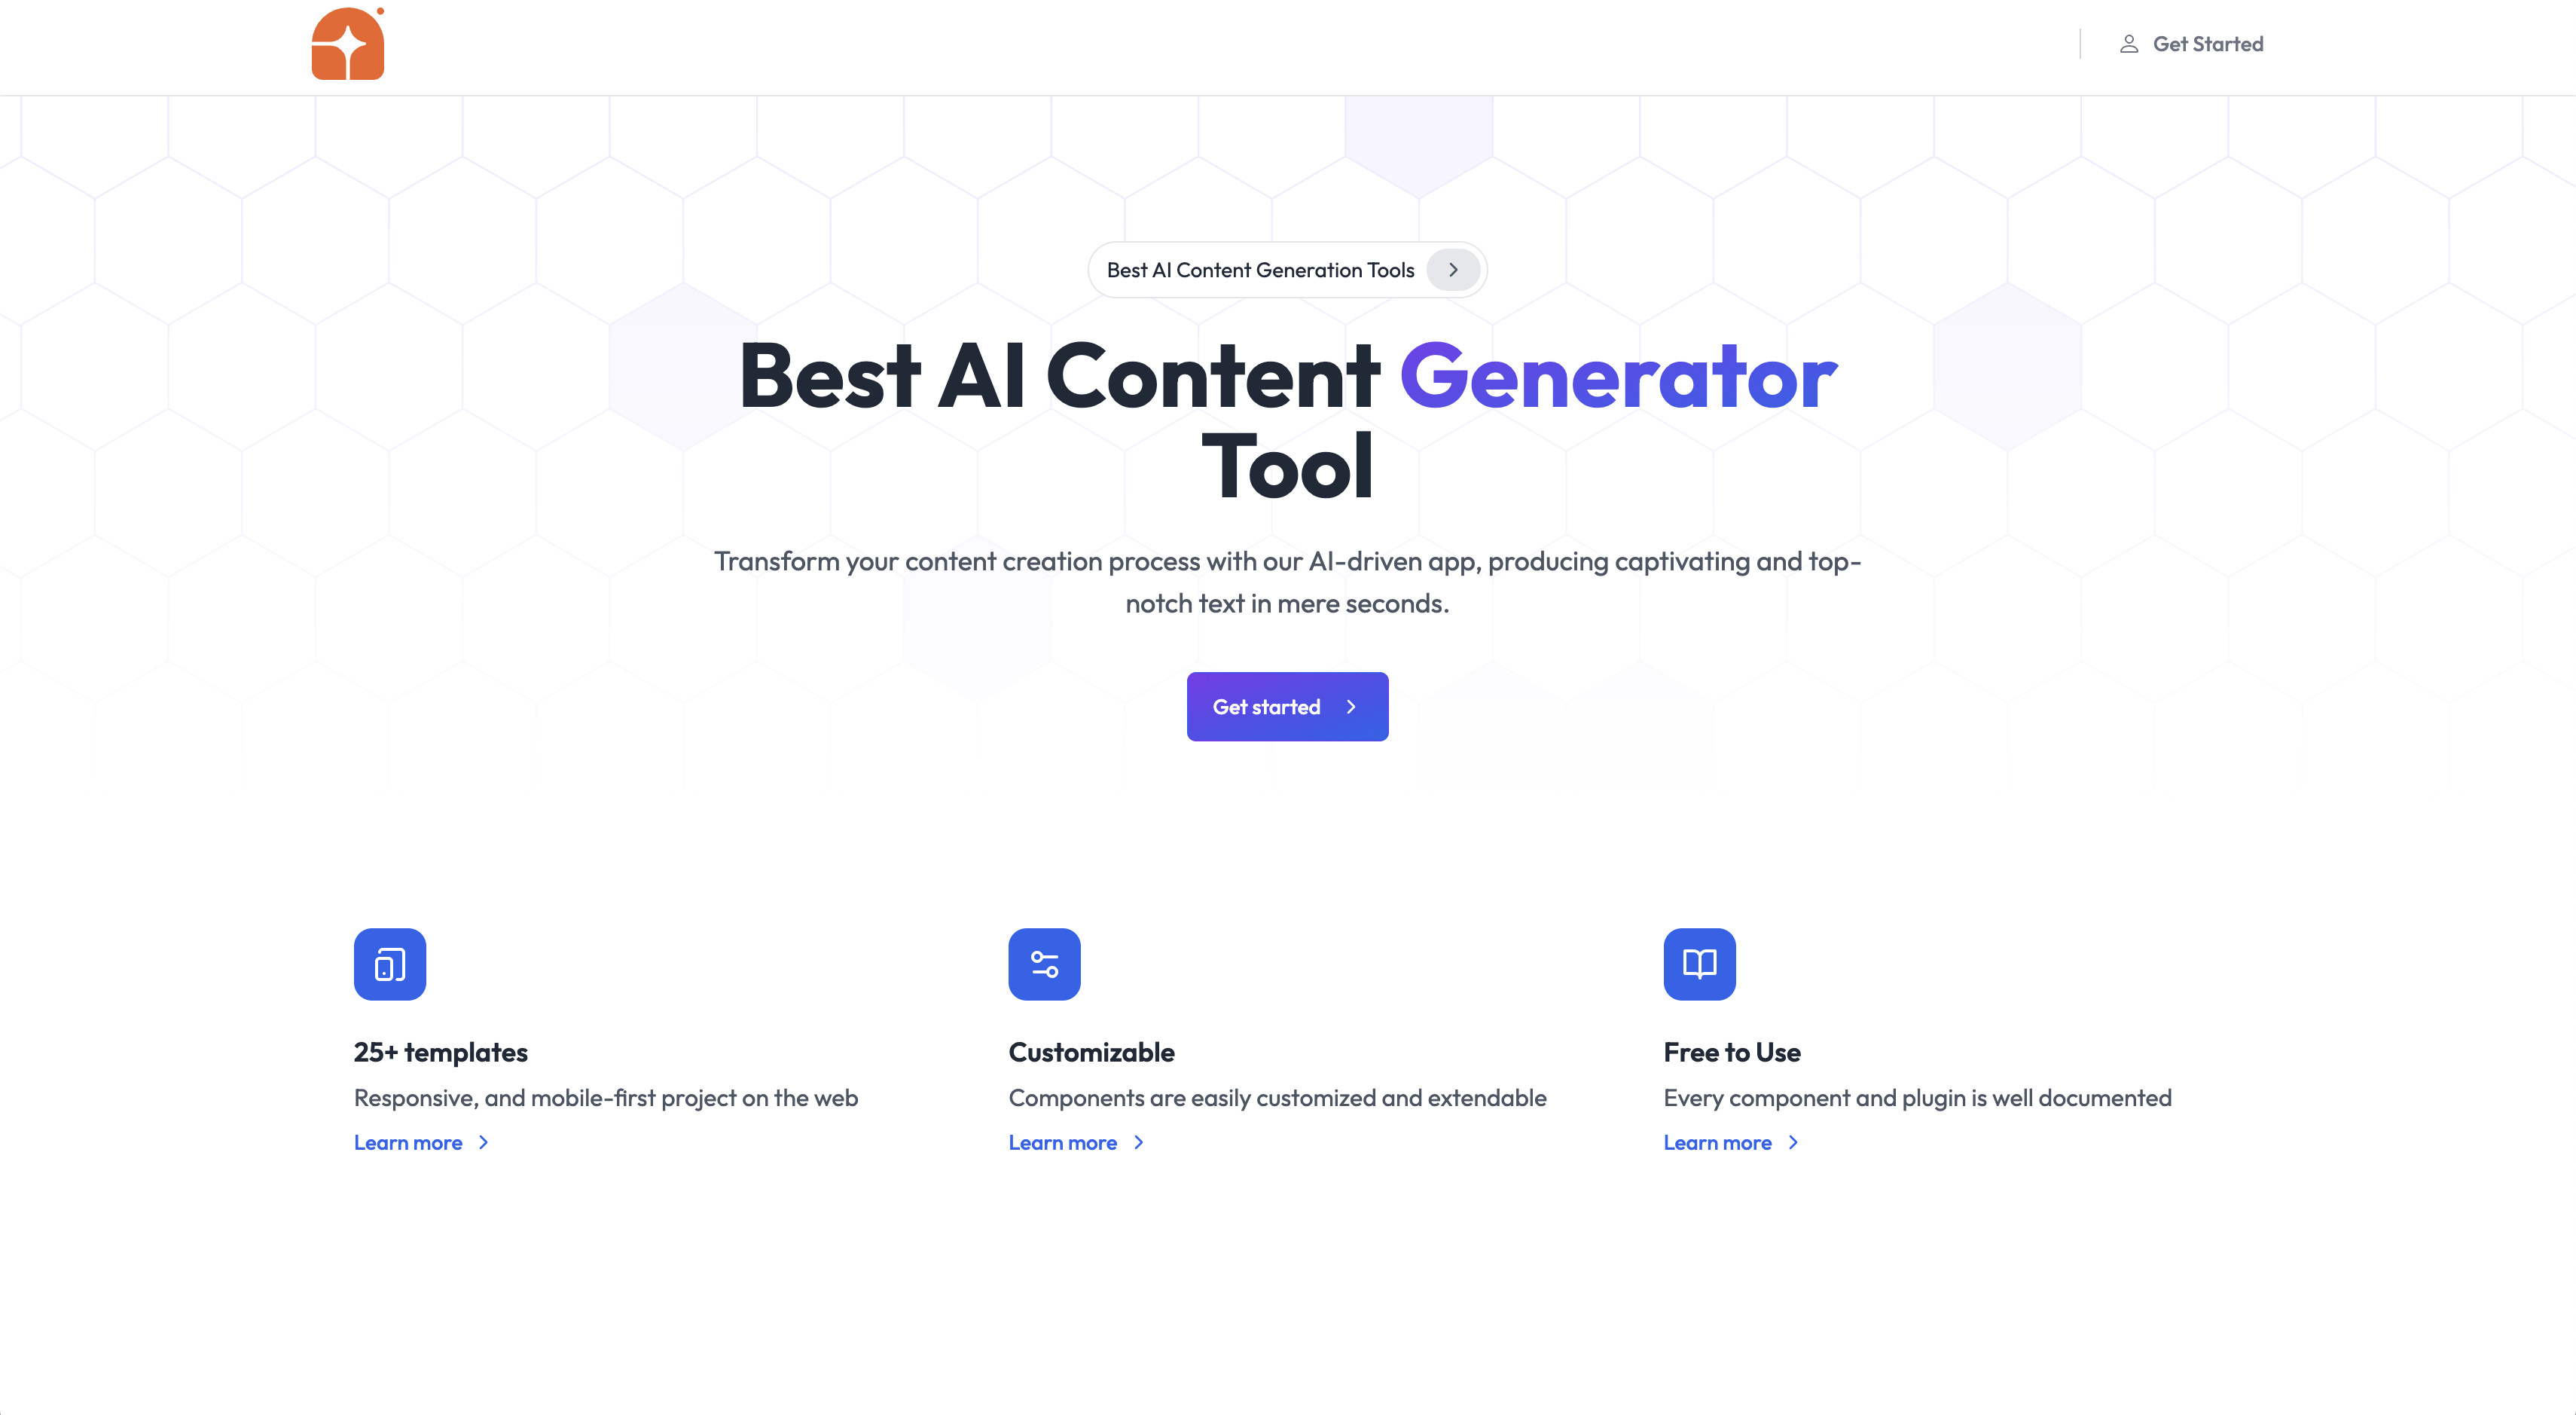 Get Started
Best AI Content Generation Tools
Best AI Content Generator
Tool
Transform your content creation process with our AI-driven app, producing captivating and top-
notch text in mere seconds.
Get started
25+ templates
Responsive, and mobile-first project on the web
Learn more
Customizable
Components are easily customized and extendable
Learn more
Free to Use
Every component and plugin is well documented
Learn more